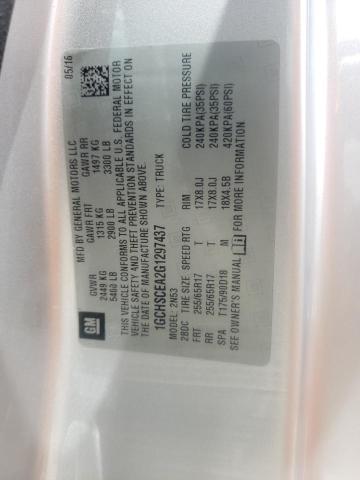 GM
MFD BY GENERAL MOTORS LLC
05/16
GVWR GAWR FRT GAWR RR
2449 KG 1315 KG 1497 KG
5400 LB 2900 LB 3300 LB
THIS VEHICLE CONFORMS TO ALL APPLICABLE U.S. FEDERAL MOTOR
VEHICLE SAFETY AND THEFT PREVENTION STANDARDS IN EFFECT ON
THE DATE OF MANUFACTURE SHOWN ABOVE.
1GCHSCEA2G1297437 TYPE: TRUCK
MODEL: 2N53
28DC TIRE SIZE SPEED RTG RIM COLD TIRE PRESSURE
FRT 255/65R17 T 17X8.0J 240KPA(35PSI)
RR 255/65R17 T 17X8.0J 240KPA(35PSI)
SPA T175/90D18 M 18X4.5B 420KPA(60PSI)
SEE OWNER'S MANUAL FOR MORE INFORMATION